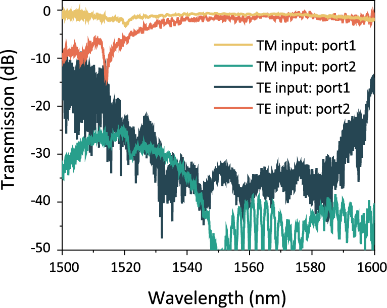 0
-10
-20
-30
-40
-50
Transmission (dB)
TM input: port1
TM input: port2
TE input: port1
TE input: port2
1500 1520 1540 1560 1580 1600
Wavelength (nm)